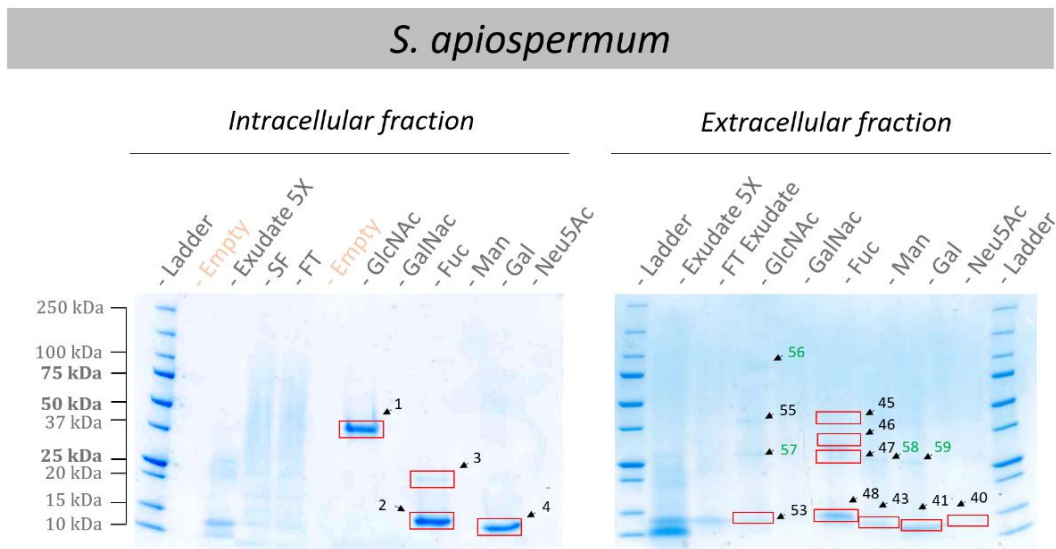 S. apiospermum
Intracellular fraction
Extracellular fraction
- Ladder
- Empty
- Exudate 5X
- SF
- FT
- Empty
- GlcNAc
- GalNac
- Fuc
- Man
- Gal
- Neu5Ac
- Ladder
- Exudate 5X
- FT Exudate
- GlcNAc
- GalNac
- Fuc
- Man
- Gal
- Neu5Ac
- Ladder
250 kDa
100 kDa
75 kDa
50 kDa
37 kDa
25 kDa
20 kDa
15 kDa
10 kDa
1
3
2
4
56
55
45
46
57
47
58
59
53
48
43
41
40